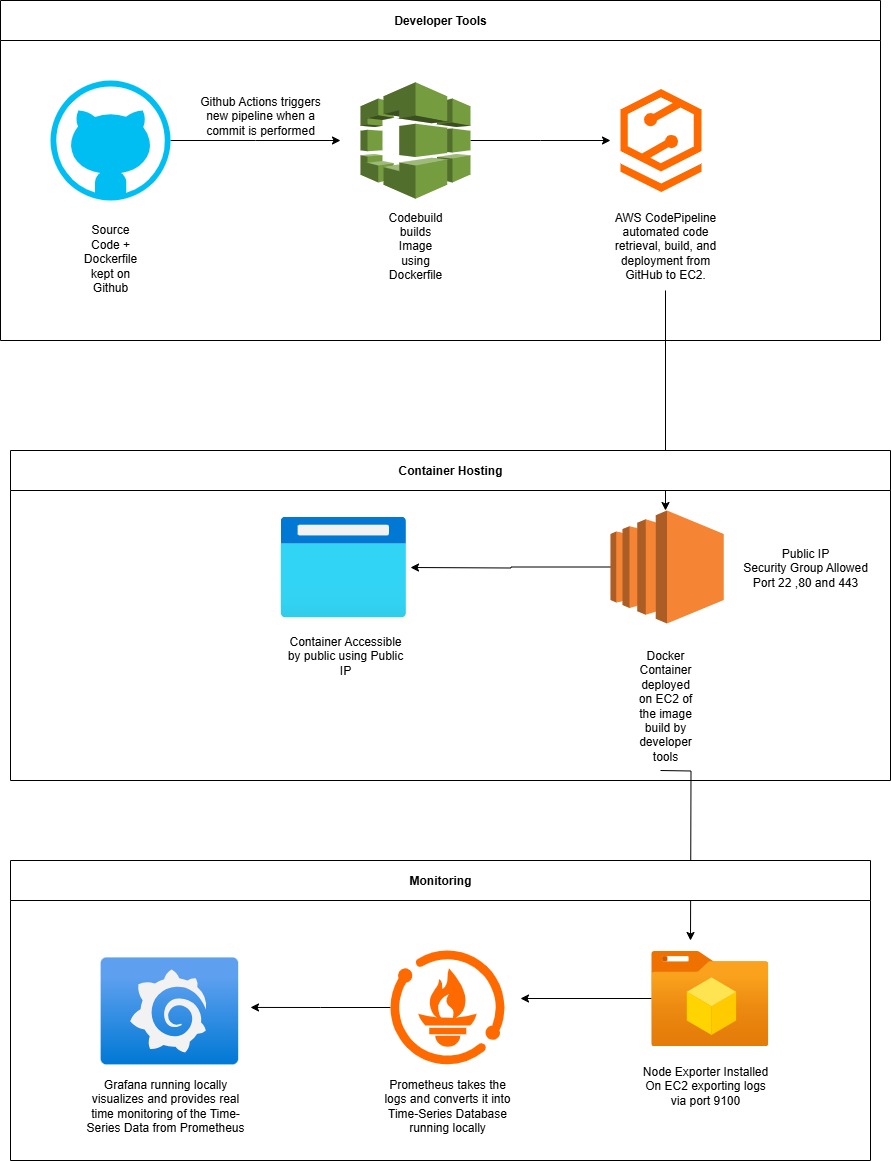 Developer Tools
Github Actions triggers
new pipeline when a
commit is performed
Source
Code +
Dockerfile
kept on
Github
Codebuild
builds
Image
using
Dockerfile
AWS CodePipeline
automated code
retrieval, build, and
deployment from
GitHub to EC2.
Container Hosting
Public IP
Security Group Allowed
Port 22 ,80 and 443
Container Accessible
by public using Public
IP
Docker
Container
deployed
on EC2 of
the image
build by
developer
tools
Monitoring
Grafana running locally
visualizes and provides real
time monitoring of the Time-
Series Data from Prometheus
Prometheus takes the
logs and converts it into
Time-Series Database
running locally
Node Exporter Installed
On EC2 exporting logs
via port 9100